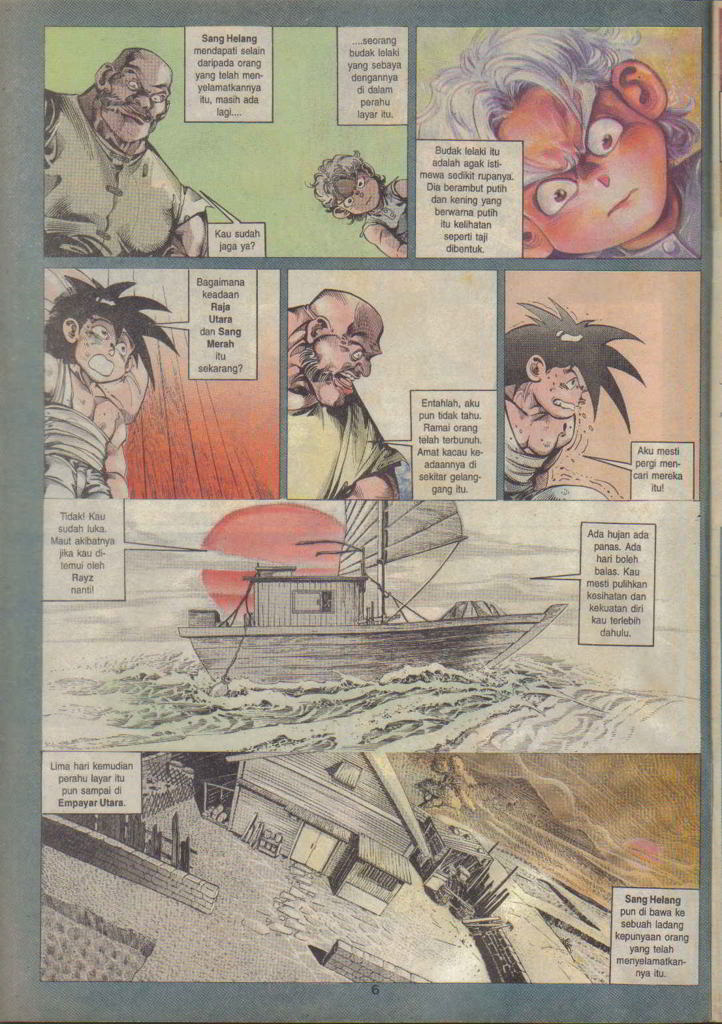 Sang Helang
mendapati selain
daripada orang
yang telah men-
yelamatkannya
itu, masih ada
lagi....
....seorang
budak lelaki
yang sebaya
dengannya
di dalam
perahu
layar itu.
Kau sudah
jaga ya?
Budak lelaki itu
adalah agak isti-
mewa sedikit rupanya.
Dia berambut putih
dan kening yang
berwarna putih
itu kelihatan
seperti taji
dibentuk.
Bagaimana
keadaan
Raja
Utara
dan Sang
Merah
itu
sekarang?
Entahlah, aku
pun tidak tahu.
Ramai orang
telah terbunuh.
Amat kacau ke-
adaannya di
sekitar gelang-
gang itu.
Aku mesti
pergi men-
cari mereka
itu!
Tidak! Kau
sudah luka.
Maut akibatnya
jika kau di-
temui oleh
Rayz
nanti!
Ada hujan ada
panas. Ada
hari boleh
balas. Kau
mesti pulihkan
kesihatan dan
kekuatan diri
kau terlebih
dahulu.
Lima hari kemudian
perahu layar itu
pun sampai di
Empayar Utara.
Sang Helang
pun di bawa ke
sebuah ladang
kepunyaan orang
yang telah
menyelamatkan-
nya itu.
6